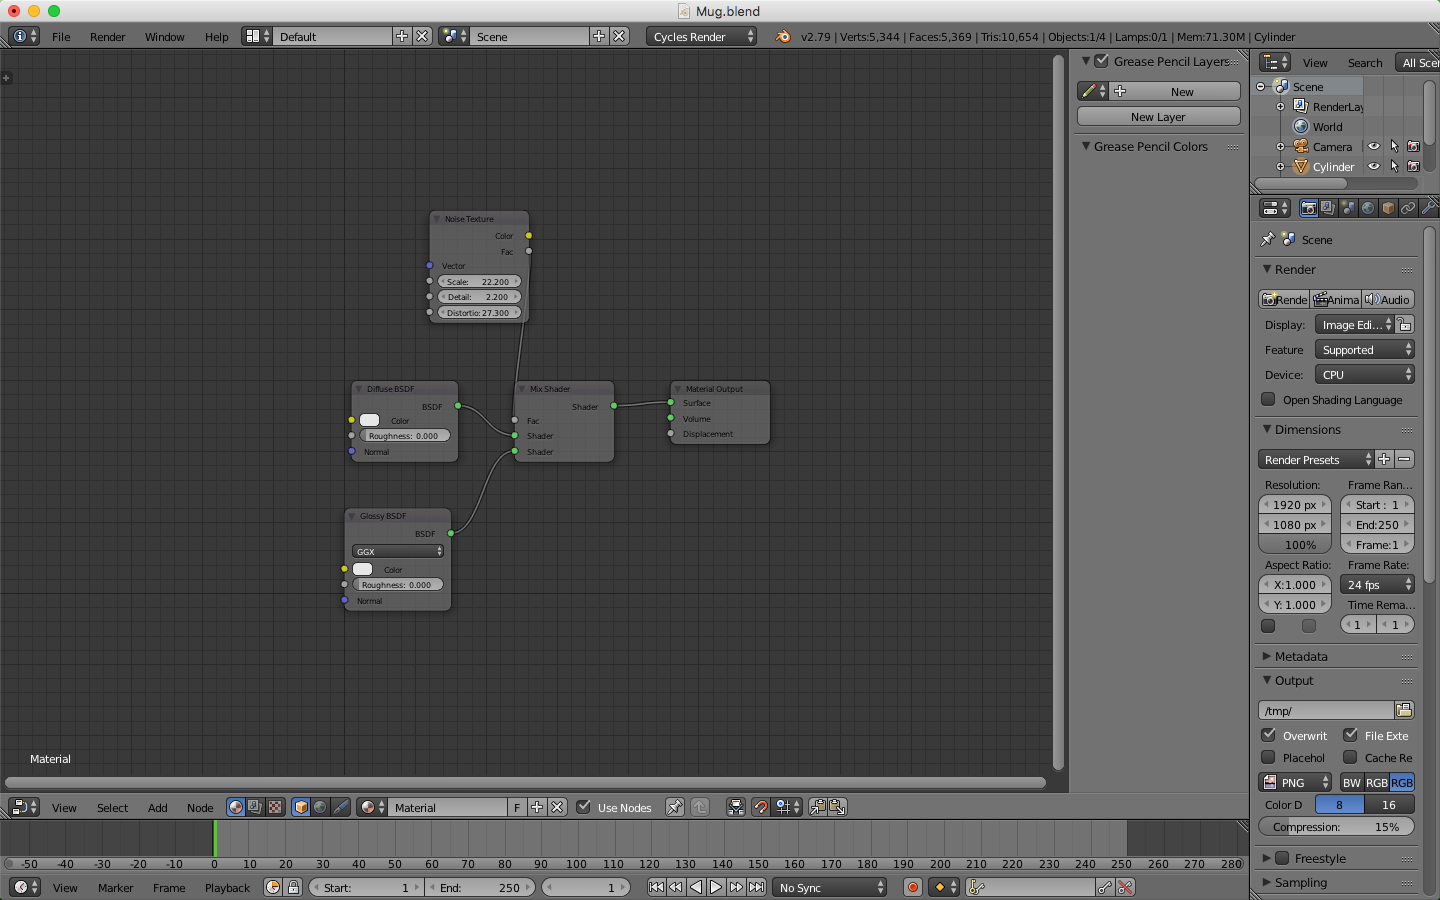 Mug.blend
File Render Window Help Default Scene Cycles Render v2.79 | Verts:5,344 | Faces:5,369 | Tris:10,654 | Objects:1/4 | Lamps:0/1 | Mem:71.30M | Cylinder
Noise Texture
Color
Fac
Vector
Scale: 22.200
Detail: 2.200
Distortio: 27.300
Diffuse BSDF
BSDF
Color
Roughness: 0.000
Normal
Mix Shader
Shader
Fac
Shader
Shader
Material Output
Surface
Volume
Displacement
Glossy BSDF
BSDF
GGX
Color
Roughness: 0.000
Normal
Material
Grease Pencil Layers
New
New Layer
Grease Pencil Colors
View Search All Scer
Scene
RenderLay
World
Camera
Cylinder
Scene
Render
Rende Anima Audio
Display: Image Edi...
Feature Supported
Device: CPU
Open Shading Language
Dimensions
Render Presets
Resolution: Frame Ran...
1920 px Start : 1
1080 px End:250
100% Frame:1
Aspect Ratio: Frame Rate:
X:1.000 24 fps
Y: 1.000 Time Rema...
1 1
Metadata
Output
/tmp/
Overwrit File Exte
Placehol Cache Re
PNG BW RGB RGB
Color D 8 16
Compression: 15%
Freestyle
Sampling
View Select Add Node Material F Use Nodes
-50 -40 -30 -20 -10 0 10 20 30 40 50 60 70 80 90 100 110 120 130 140 150 160 170 180 190 200 210 220 230 240 250 260 270 280
View Marker Frame Playback Start: 1 End: 250 1 No Sync